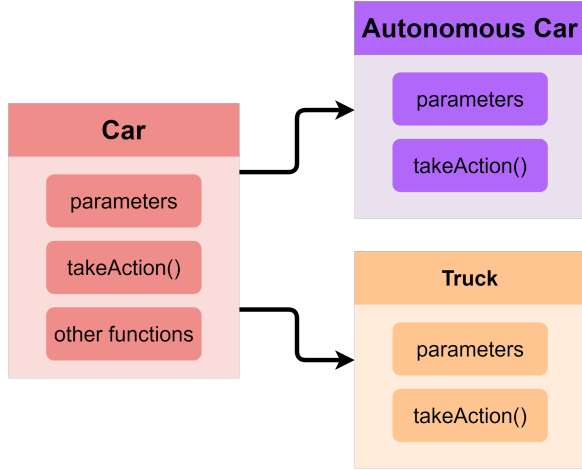 Car
parameters
takeAction()
other functions
Autonomous Car
parameters
takeAction()
Truck
parameters
takeAction()